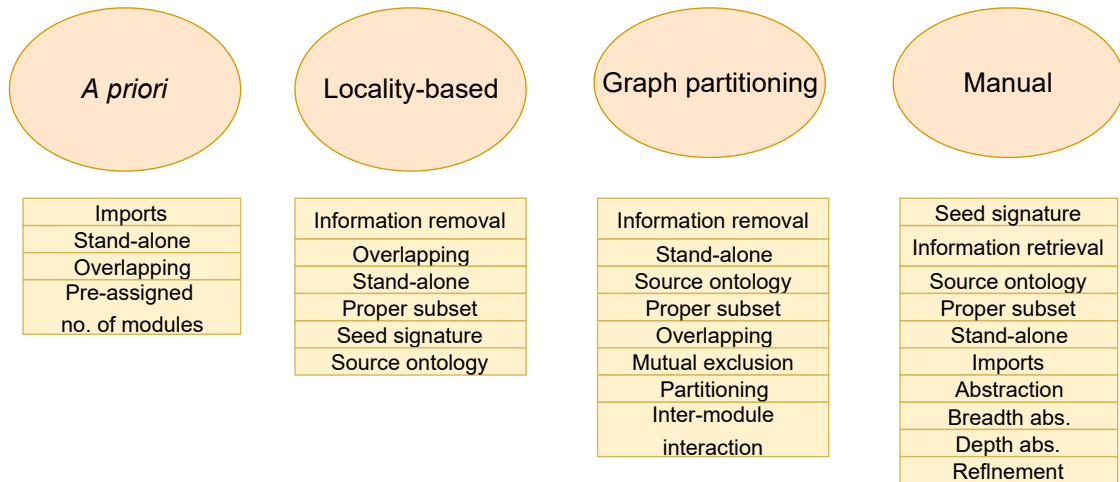 A priori
Locality-based
Graph partitioning
Manual
Imports
Stand-alone
Overlapping
Pre-assigned
no. of modules
Information removal
Overlapping
Stand-alone
Proper subset
Seed signature
Source ontology
Information removal
Stand-alone
Source ontology
Proper subset
Overlapping
Mutual exclusion
Partitioning
Inter-module
interaction
Seed signature
Information retrieval
Source ontology
Proper subset
Stand-alone
Imports
Abstraction
Breadth abs.
Depth abs.
Refinement